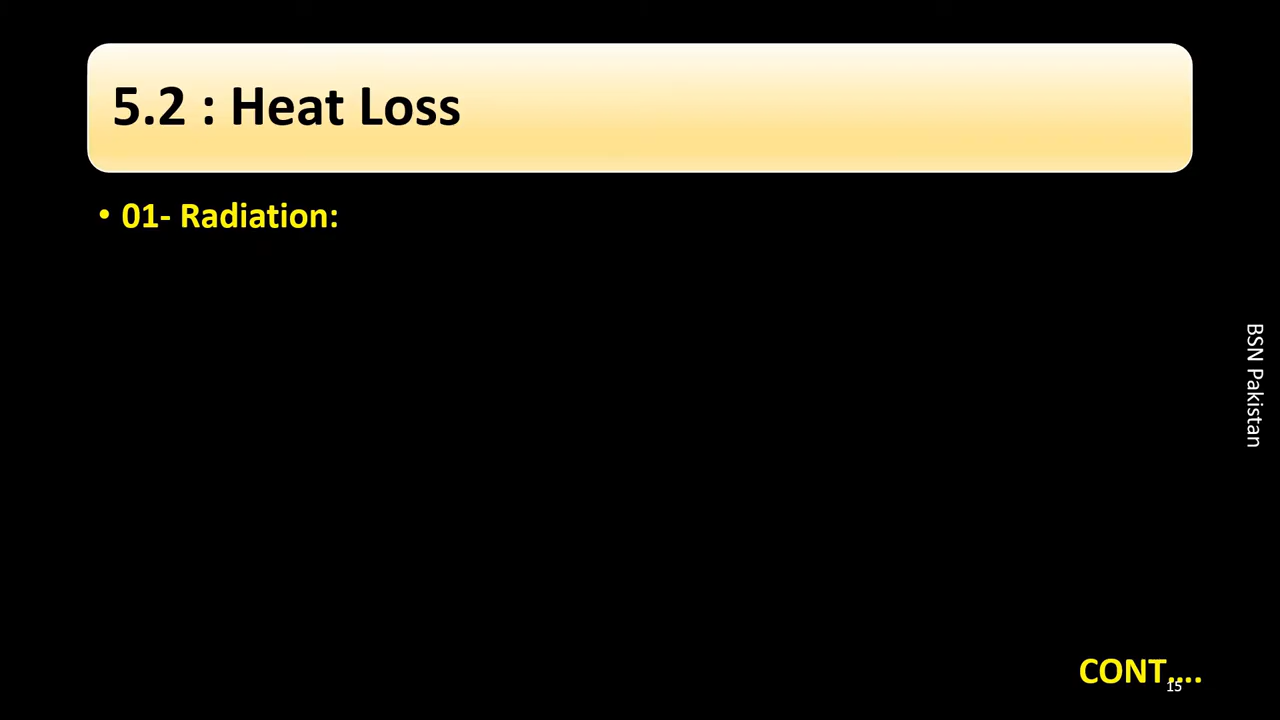 5.2 : Heat Loss
• 01- Radiation:
BSN Pakistan
CONT....
15